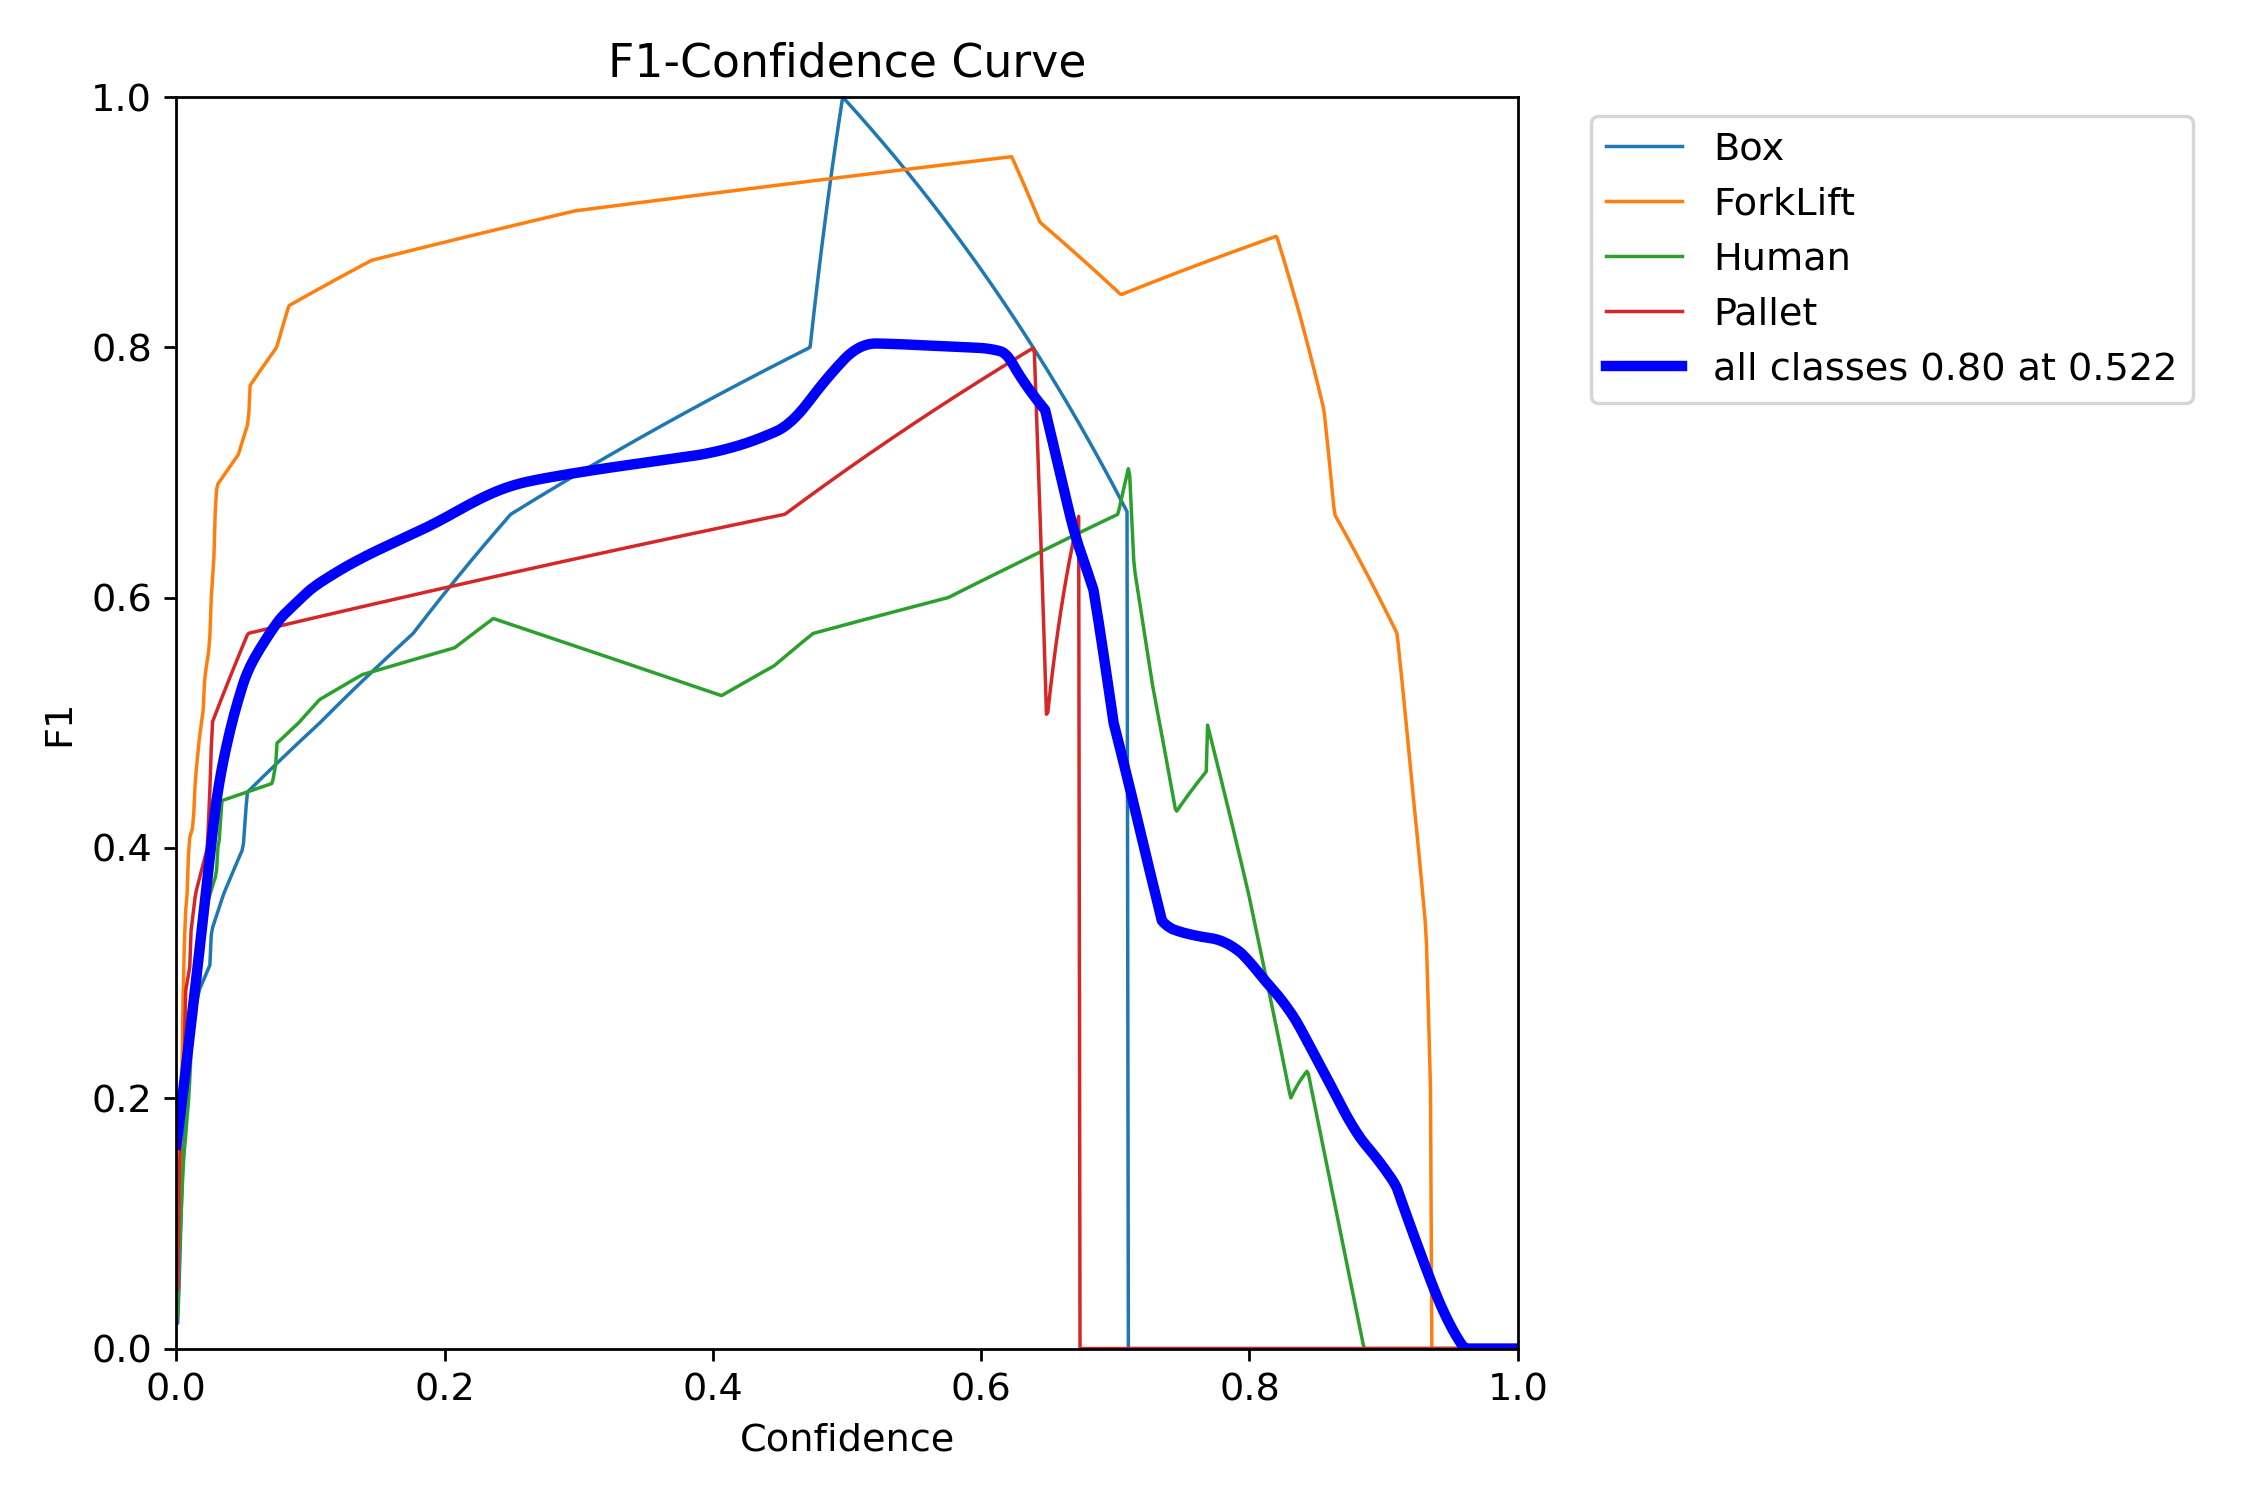 F1-Confidence Curve
1.0
0.8
0.6
0.4
0.2
0.0
F1
0.0 0.2 0.4 0.6 0.8 1.0
Confidence
Box
ForkLift
Human
Pallet
all classes 0.80 at 0.522